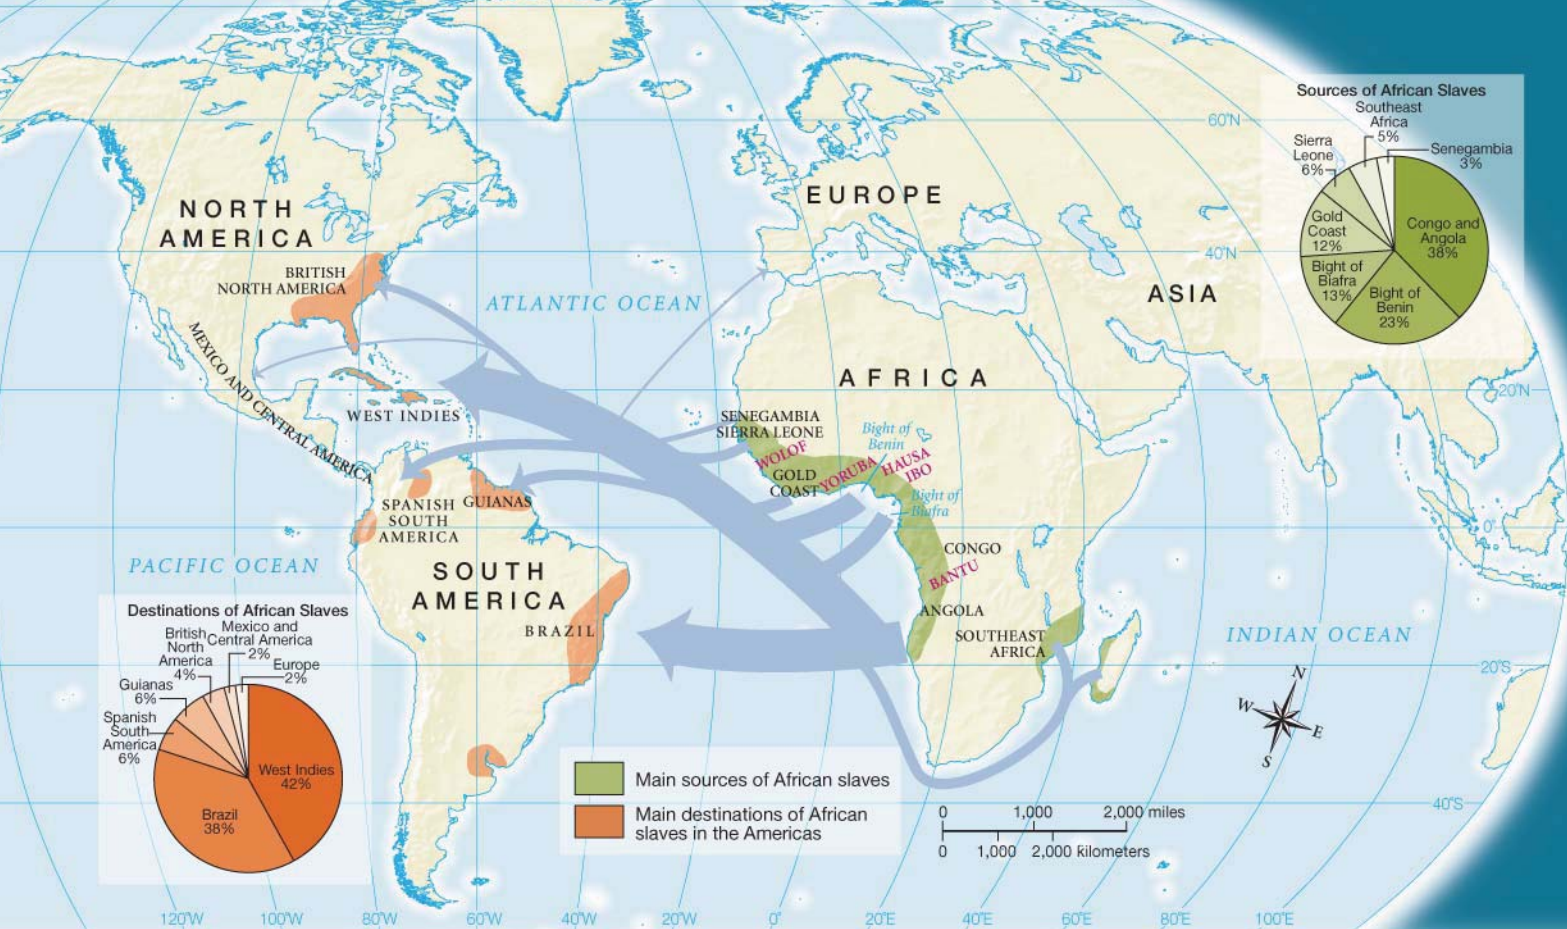 NORTH
AMERICA
BRITISH
NORTH AMERICA
MEXICO AND CENTRAL AMERICA
ATLANTIC OCEAN
WEST INDIES
EUROPE
ASIA
AFRICA
SENEGAMBIA
SIERRA LEONE
WOLOF
GOLD
COAST
YORUBA
Bight of
Benin
HAUSA
IBO
Bight of
Biafra
CONGO
BANTU
ANGOLA
SOUTHEAST
AFRICA
SPANISH
SOUTH
AMERICA
GUIANAS
PACIFIC OCEAN
SOUTH
AMERICA
BRAZIL
INDIAN OCEAN
Sources of African Slaves
Southeast
Africa
5%
Sierra
Leone
6%
Senegambia
3%
Gold
Coast
12%
Congo and
Angola
38%
Bight of
Biafra
13%
Bight of
Benin
23%
60°N
40°N
20°N
0°
20°S
40°S
Destinations of African Slaves
British
North
America
4%
Mexico and
Central America
2%
Europe
2%
Guianas
6%
Spanish
South
America
6%
West Indies
42%
Brazil
38%
Main sources of African slaves
Main destinations of African
slaves in the Americas
0 1,000 2,000 miles
0 1,000 2,000 kilometers
N
W
E
S
120°W 100°W 80°W 60°W 40°W 20°W 0° 20°E 40°E 60°E 80°E 100°E